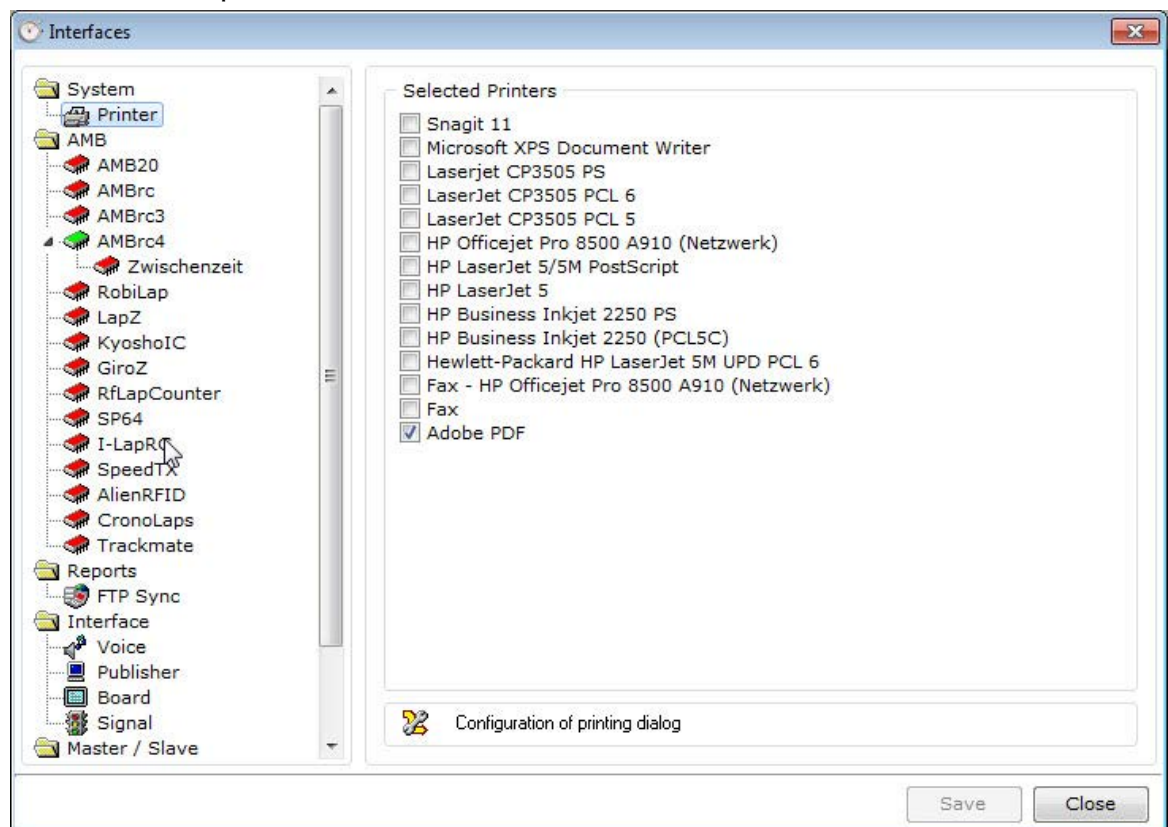 Interfaces
System
Printer
AMB
AMB20
AMBrc
AMBrc3
AMBrc4
Zwischenzeit
RobiLap
LapZ
KyoshoIC
GiroZ
RfLapCounter
SP64
I-LapRC
SpeedTX
AlienRFID
CronoLaps
Trackmate
Reports
FTP Sync
Interface
Voice
Publisher
Board
Signal
Master / Slave
Selected Printers
Snagit 11
Microsoft XPS Document Writer
Laserjet CP3505 PS
LaserJet CP3505 PCL 6
LaserJet CP3505 PCL 5
HP Officejet Pro 8500 A910 (Netzwerk)
HP LaserJet 5/5M PostScript
HP LaserJet 5
HP Business Inkjet 2250 PS
HP Business Inkjet 2250 (PCL5C)
Hewlett-Packard HP LaserJet 5M UPD PCL 6
Fax - HP Officejet Pro 8500 A910 (Netzwerk)
Fax
Adobe PDF
Configuration of printing dialog
Save
Close